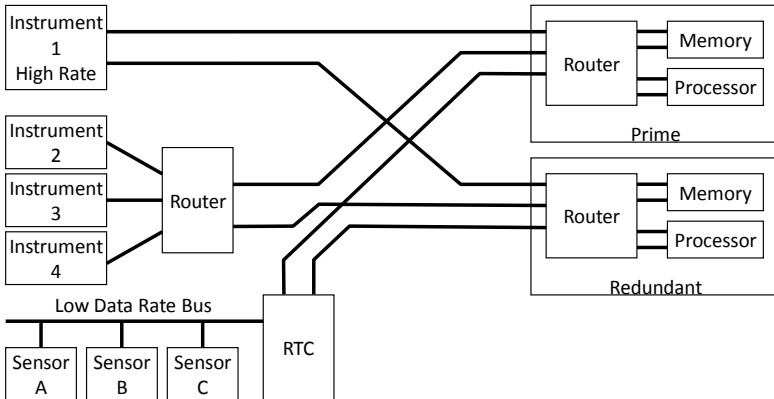 Instrument
1
High Rate
Router
Memory
Processor
Prime
Instrument
2
Instrument
3
Instrument
4
Router
Router
Memory
Processor
Redundant
Low Data Rate Bus
RTC
Sensor
A
Sensor
B
Sensor
C